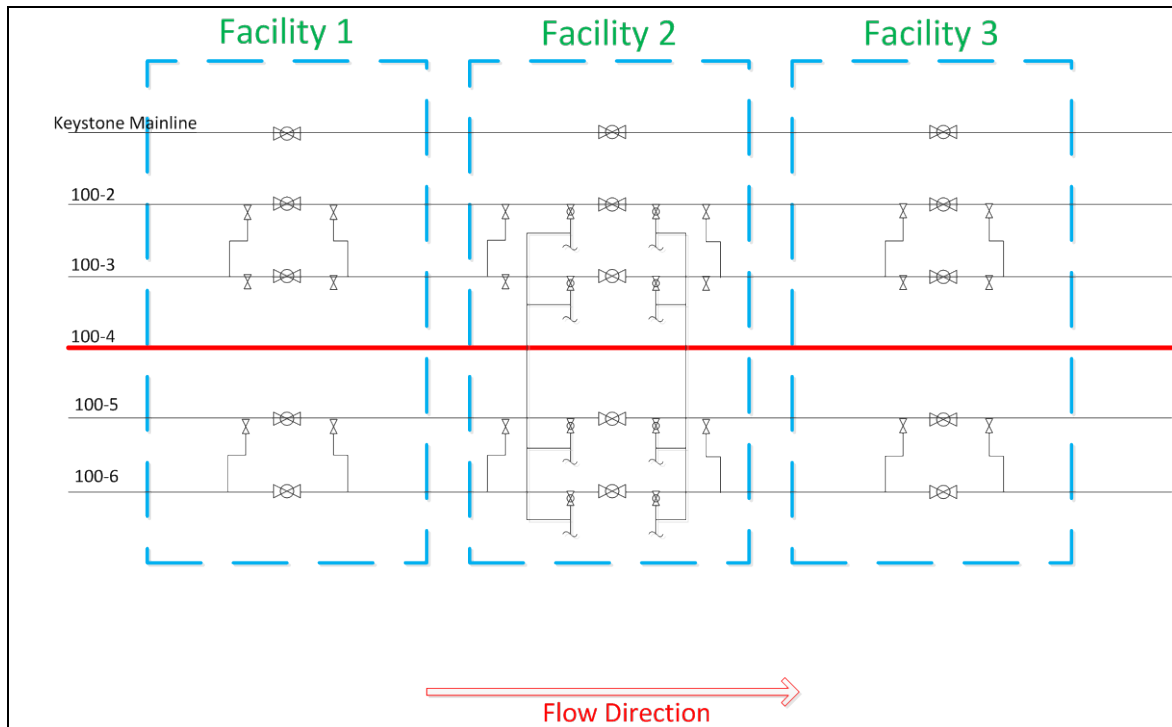 Facility 1
Facility 2
Facility 3
Keystone Mainline
100-2
100-3
100-4
100-5
100-6
Flow Direction